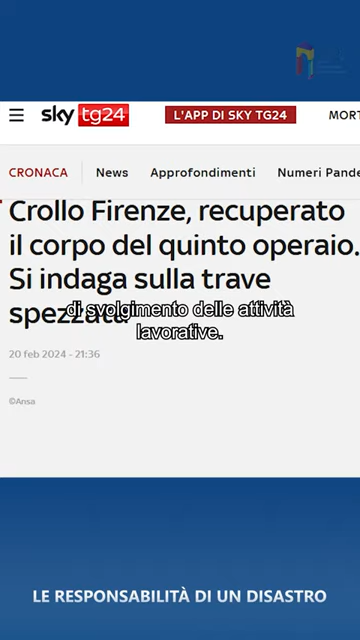 sky tg24
L'APP DI SKY TG24
MORT
CRONACA
News
Approfondimenti
Numeri Pande
Crollo Firenze, recuperato
il corpo del quinto operaio.
Si indaga sulla trave
spezzata
di svolgimento delle attività
lavorative.
20 feb 2024 - 21:36
©Ansa
LE RESPONSABILITÀ DI UN DISASTRO